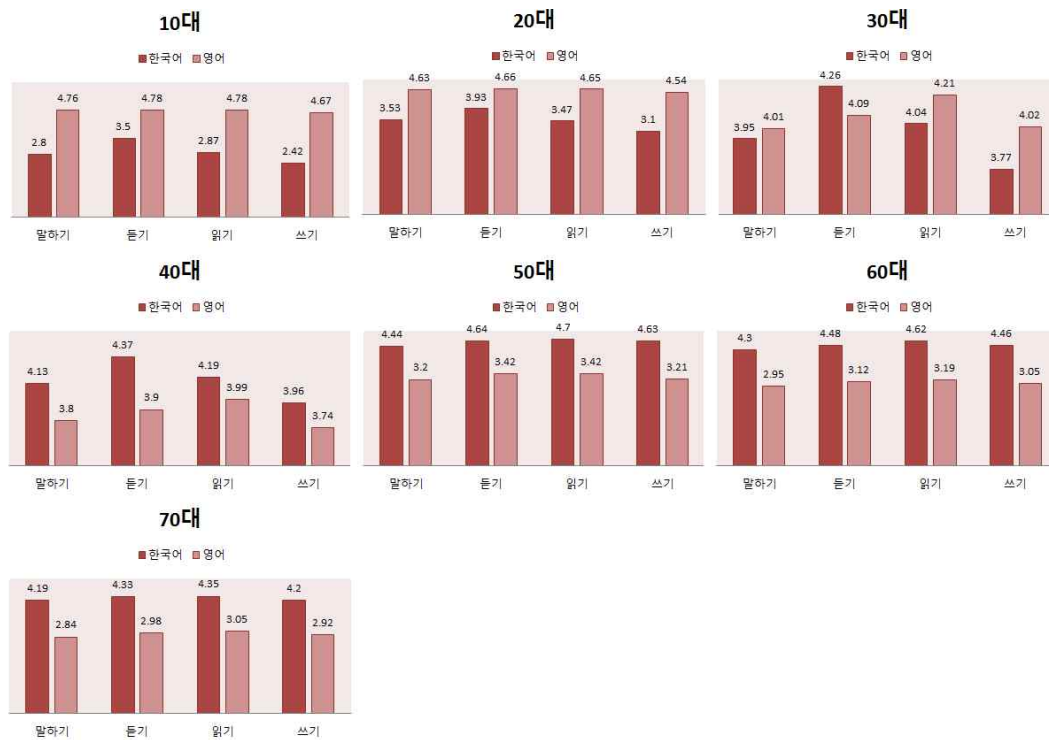 10대
■한국어 ■영어
2.8 4.76 3.5 4.78 2.87 4.78 2.42 4.67
말하기 듣기 읽기 쓰기
20대
■한국어 ■영어
3.53 4.63 3.93 4.66 3.47 4.65 3.1 4.54
말하기 듣기 읽기 쓰기
30대
■한국어 ■영어
3.95 4.01 4.26 4.09 4.04 4.21 3.77 4.02
말하기 듣기 읽기 쓰기
40대
■한국어 ■영어
4.13 3.8 4.37 3.9 4.19 3.99 3.96 3.74
말하기 듣기 읽기 쓰기
50대
■한국어 ■영어
4.44 3.2 4.64 3.42 4.7 3.42 4.63 3.21
말하기 듣기 읽기 쓰기
60대
■한국어 ■영어
4.3 2.95 4.48 3.12 4.62 3.19 4.46 3.05
말하기 듣기 읽기 쓰기
70대
■한국어 ■영어
4.19 2.84 4.33 2.98 4.35 3.05 4.2 2.92
말하기 듣기 읽기 쓰기